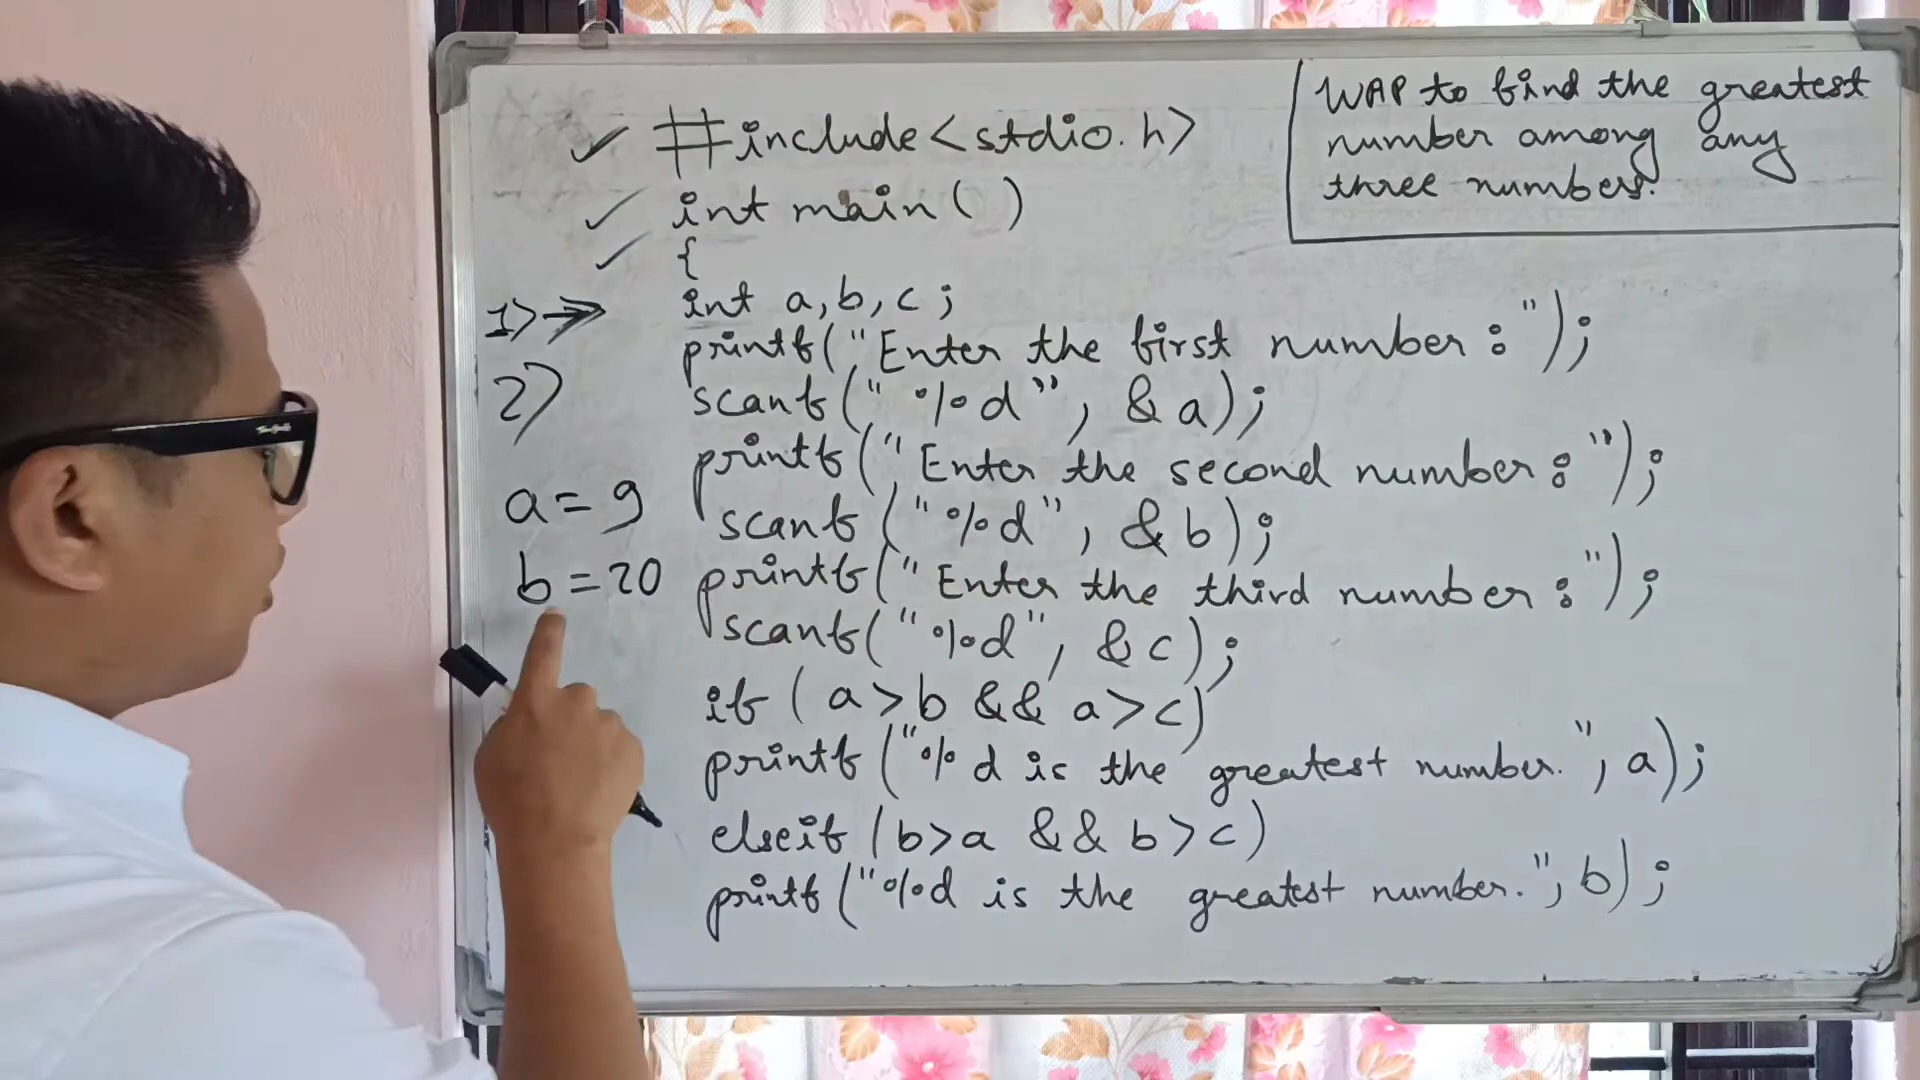 WAP to find the greatest
number among any
three numbers.
#include<stdio.h>
int main( )
{
1) int a,b,c;
printf("Enter the first number:");
2) scanf("%d", &a);
printf("Enter the second number:");
a=9
scanf("%d", &b);
b=20
printf("Enter the third number:");
scanf("%d", &c);
if (a>b && a>c)
printf("%d is the greatest number.", a);
elseif (b>a && b>c)
printf("%d is the greatest number.", b);